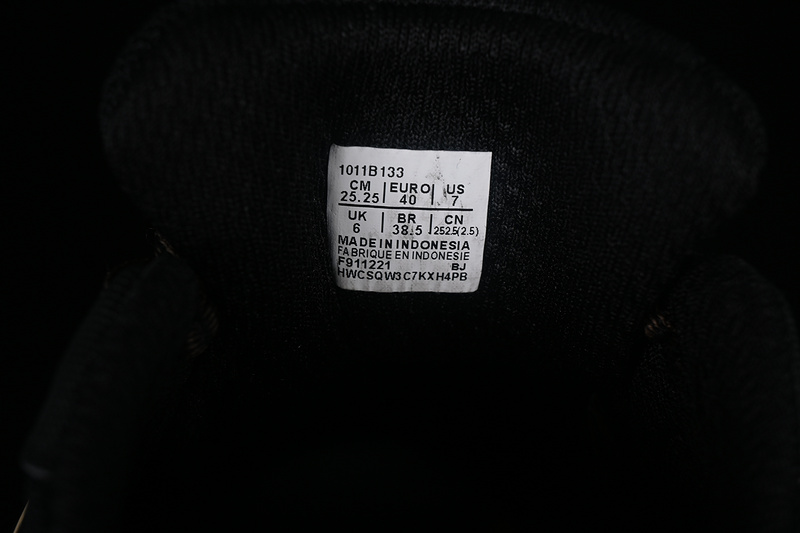 1011B133
CM | EURO | US
25.25 | 40 | 7
UK | BR | CN
6 | 38.5 | 252.5(2.5)
MADE IN INDONESIA
FABRIQUE EN INDONESIE
F911221 BJ
HWCSQW3C7KXH4PB